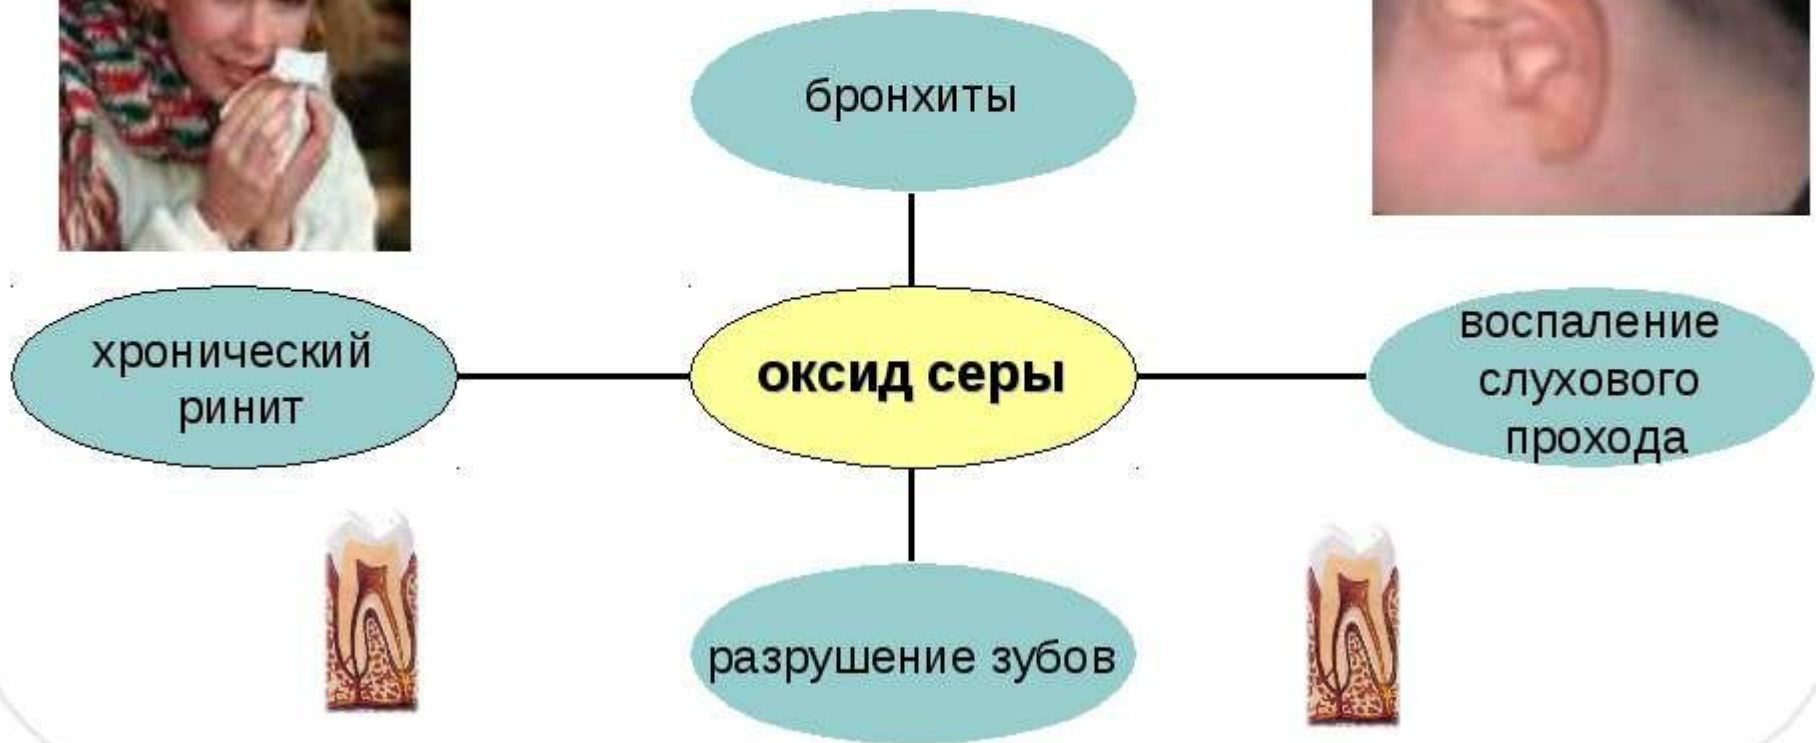 бронхиты
хронический
ринит
оксид серы
воспаление
слухового
прохода
разрушение зубов